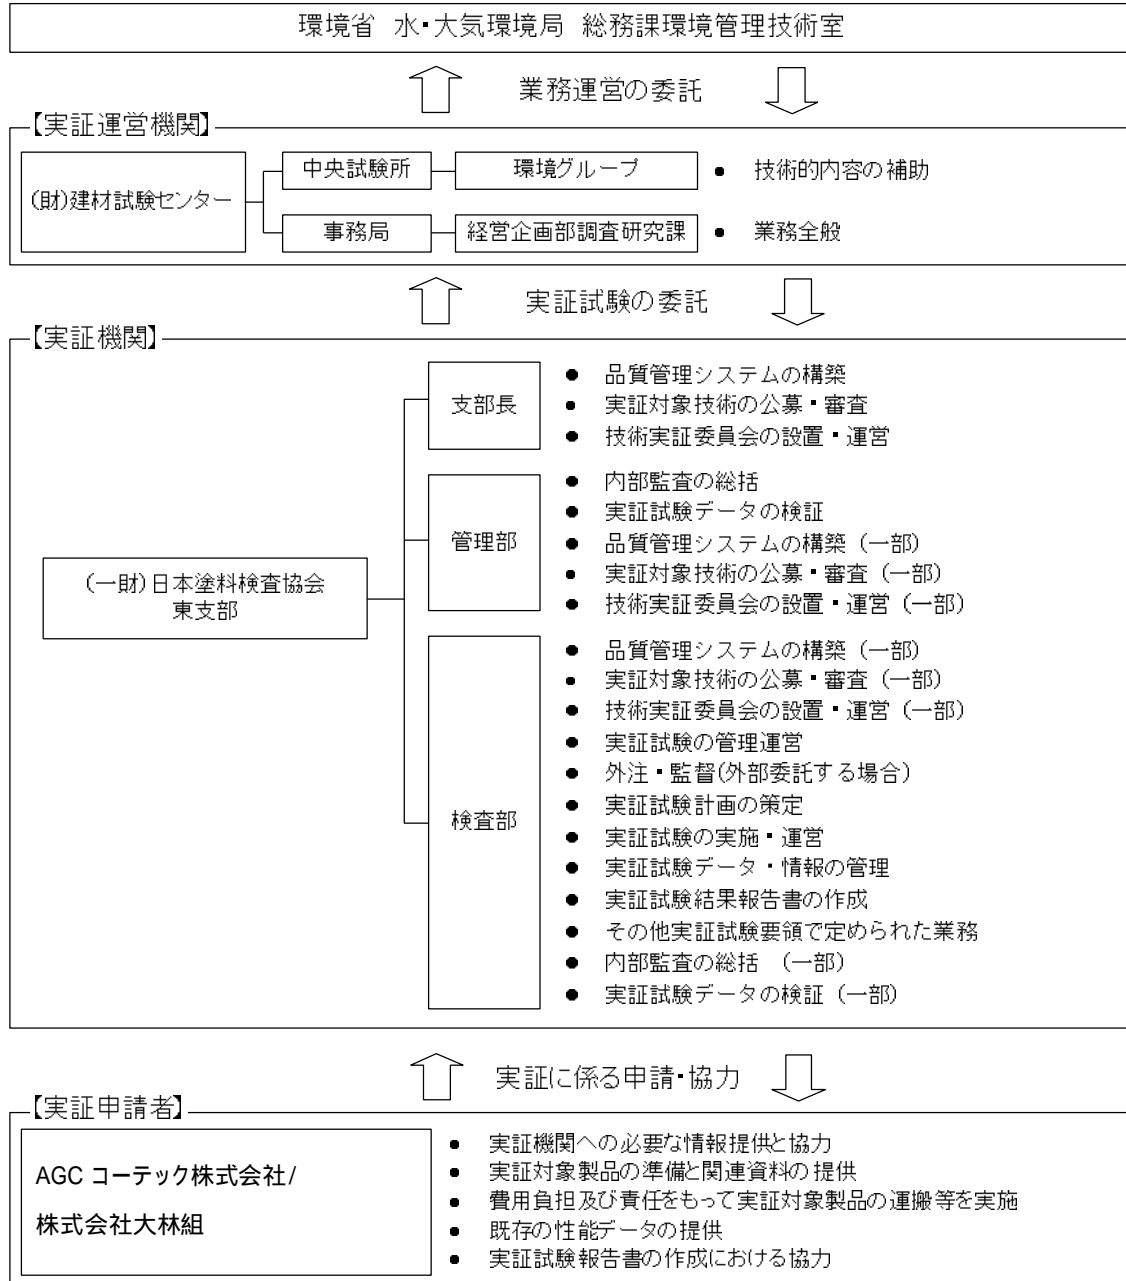 環境省 水・大気環境局 総務課環境管理技術室
業務運営の委託
【実証運営機関】
(財)建材試験センター
中央試験所
環境グループ
● 技術的内容の補助
事務局
経営企画部調査研究課
● 業務全般
実証試験の委託
【実証機関】
(一財)日本塗料検査協会
東支部
支部長
● 品質管理システムの構築
● 実証対象技術の公募・審査
● 技術実証委員会の設置・運営
管理部
● 内部監査の総括
● 実証試験データの検証
● 品質管理システムの構築（一部）
● 実証対象技術の公募・審査（一部）
● 技術実証委員会の設置・運営（一部）
検査部
● 品質管理システムの構築（一部）
● 実証対象技術の公募・審査（一部）
● 技術実証委員会の設置・運営（一部）
● 実証試験の管理運営
● 外注・監督(外部委託する場合)
● 実証試験計画の策定
● 実証試験の実施・運営
● 実証試験データ・情報の管理
● 実証試験結果報告書の作成
● その他実証試験要領で定められた業務
● 内部監査の総括 （一部）
● 実証試験データの検証（一部）
実証に係る申請・協力
【実証申請者】
AGC コーテック株式会社/
株式会社大林組
● 実証機関への必要な情報提供と協力
● 実証対象製品の準備と関連資料の提供
● 費用負担及び責任をもって実証対象製品の運搬等を実施
● 既存の性能データの提供
● 実証試験報告書の作成における協力